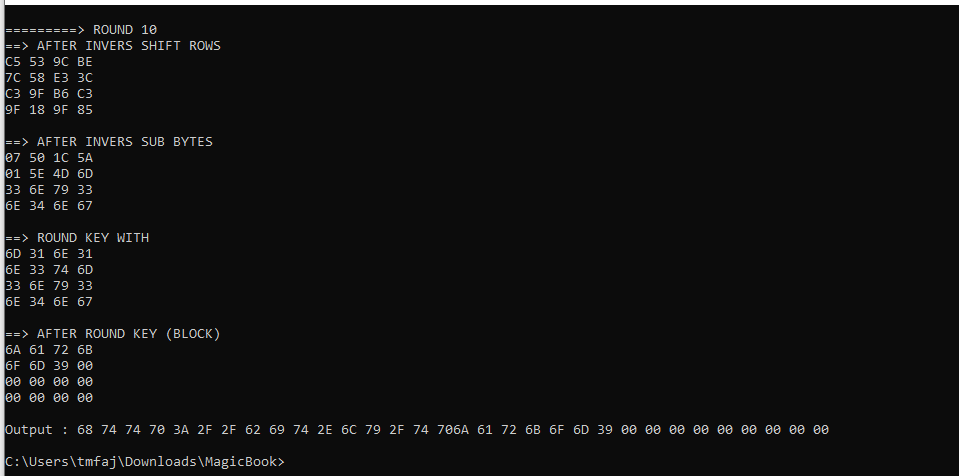 =========> ROUND 10
==> AFTER INVERS SHIFT ROWS
C5 53 9C BE
7C 58 E3 3C
C3 9F B6 C3
9F 18 9F 85
==> AFTER INVERS SUB BYTES
07 50 1C 5A
01 5E 4D 6D
33 6E 79 33
6E 34 6E 67
==> ROUND KEY WITH
6D 31 6E 31
6E 33 74 6D
33 6E 79 33
6E 34 6E 67
==> AFTER ROUND KEY (BLOCK)
6A 61 72 6B
6F 6D 39 00
00 00 00 00
00 00 00 00
Output : 68 74 74 70 3A 2F 2F 62 69 74 2E 6C 79 2F 74 706A 61 72 6B 6F 6D 39 00 00 00 00 00 00 00 00 00
C:\Users\tmfaj\Downloads\MagicBook>